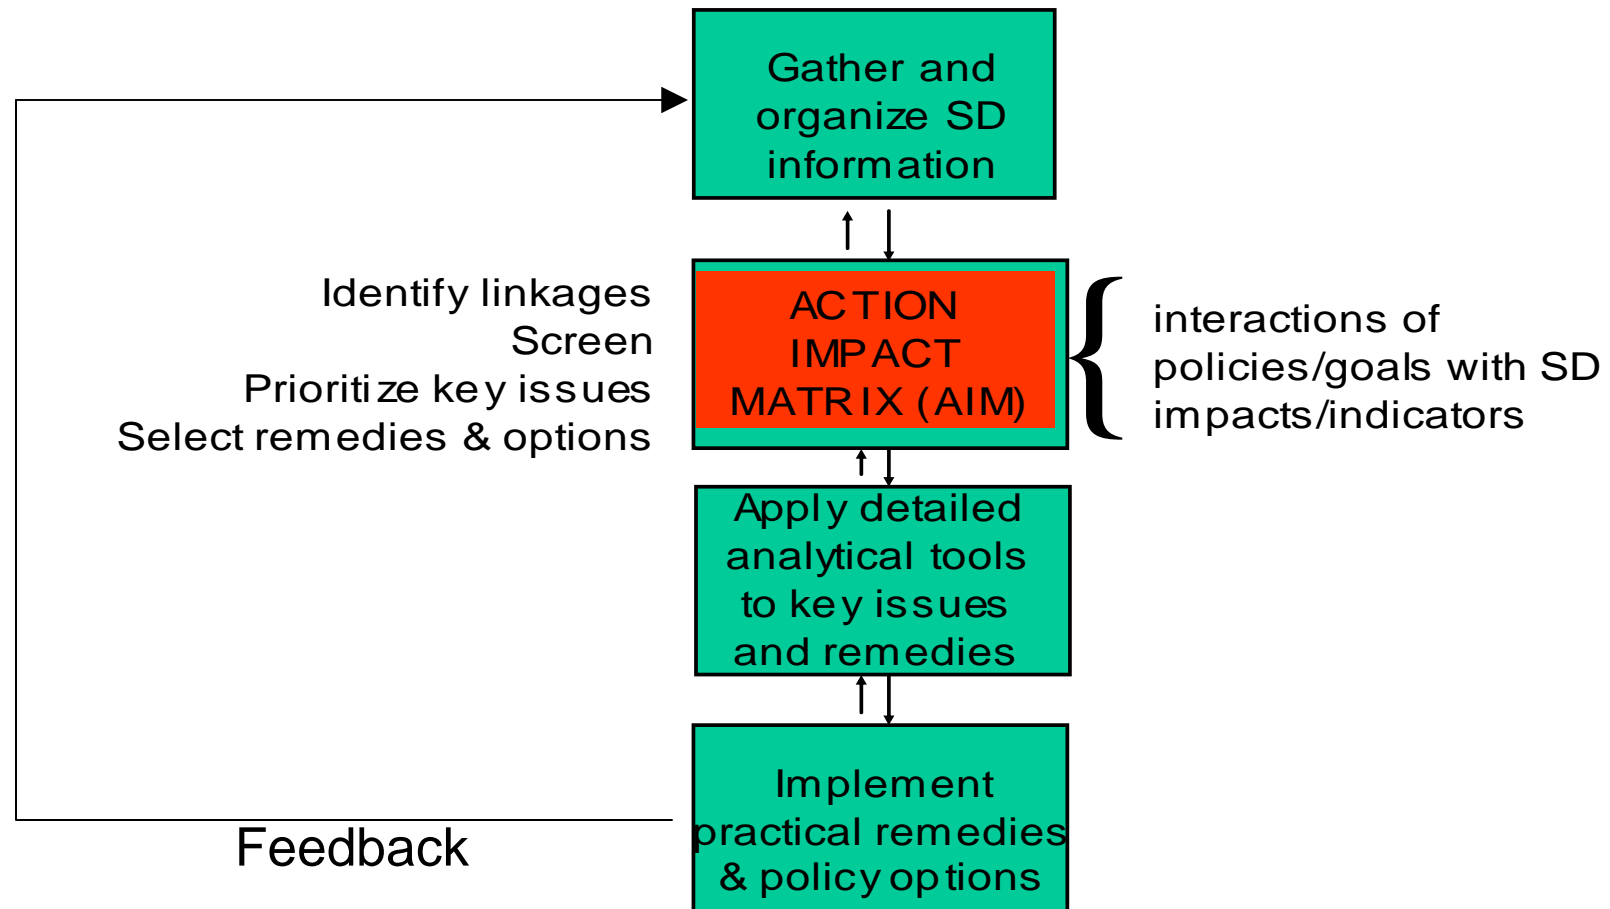 Gather and
organize SD
information
Identify linkages
Screen
Prioritize key issues
Select remedies & options
ACTION
IMPACT
MATRIX (AIM)
interactions of
policies/goals with SD
impacts/indicators
Apply detailed
analytical tools
to key issues
and remedies
Implement
practical remedies
& policy options
Feedback